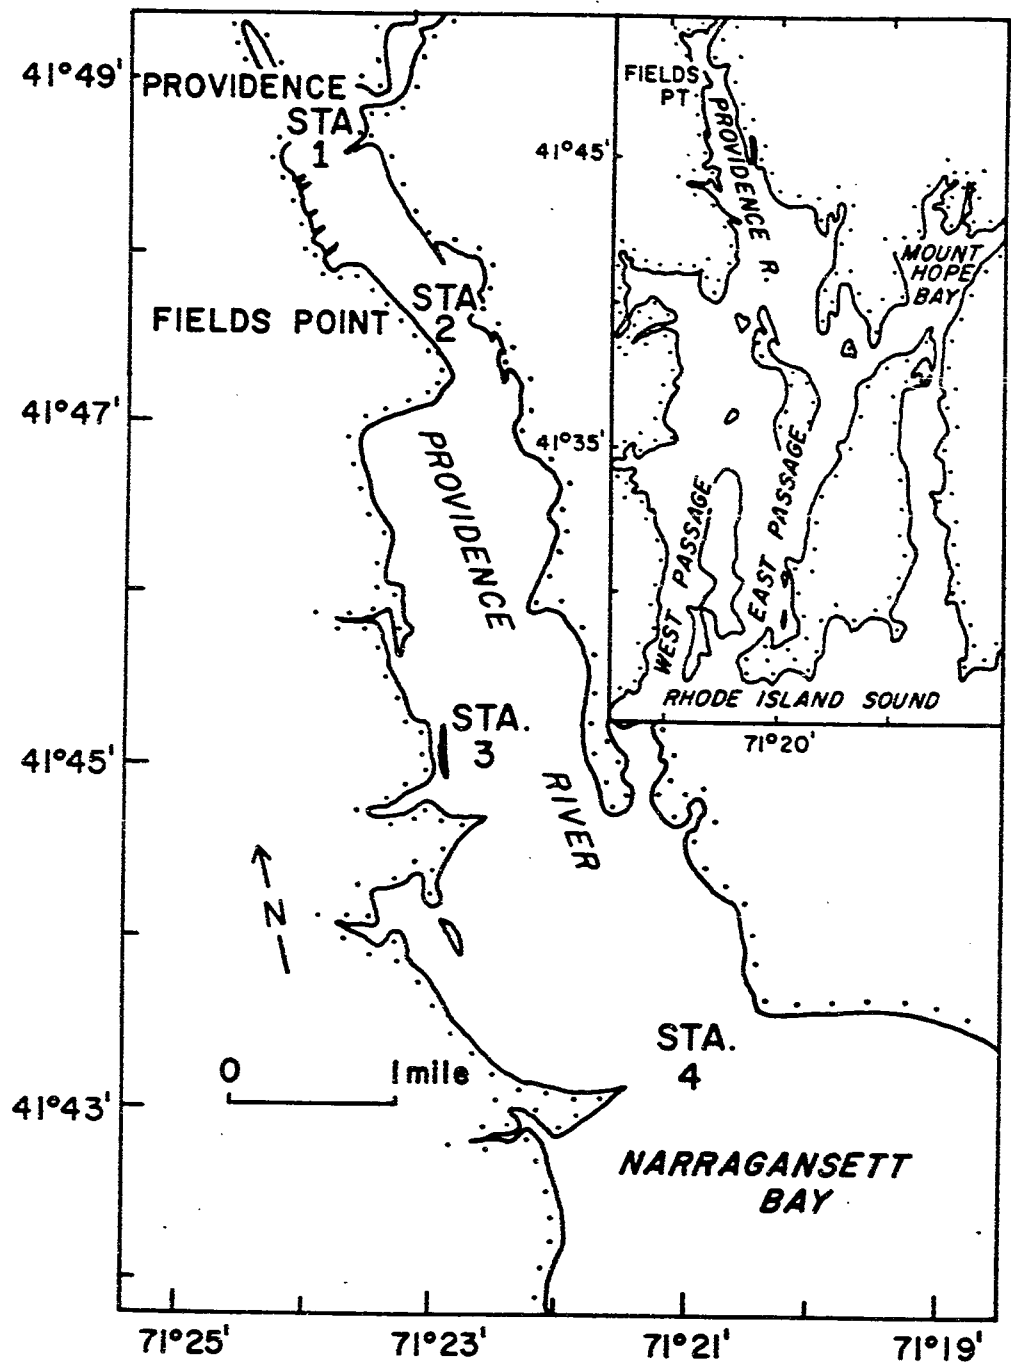 41°49'
PROVIDENCE
STA
1
FIELDS POINT
STA
2
41°47'
PROVIDENCE
RIVER
STA.
3
41°45'
N
0 1 mile
STA.
4
41°43'
NARRAGANSETT
BAY
71°25' 71°23' 71°21' 71°19'
FIELDS
PT
PROVIDENCE R.
41°45'
MOUNT
HOPE
BAY
41°35'
WEST PASSAGE
EAST PASSAGE
RHODE ISLAND SOUND
71°20'